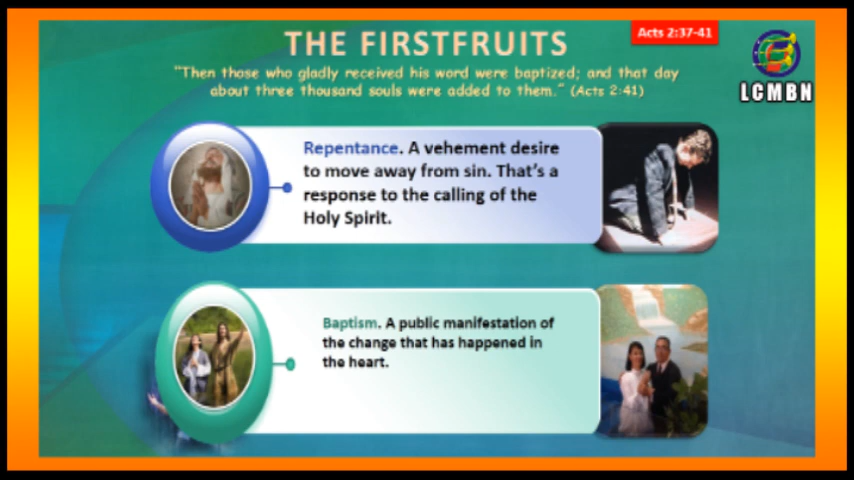 THE FIRSTFRUITS
Acts 2:37-41
"Then those who gladly received his word were baptized; and that day
about three thousand souls were added to them." (Acts 2:41)
LCMBN
Repentance. A vehement desire
to move away from sin. That's a
response to the calling of the
Holy Spirit.
Baptism. A public manifestation of
the change that has happened in
the heart.